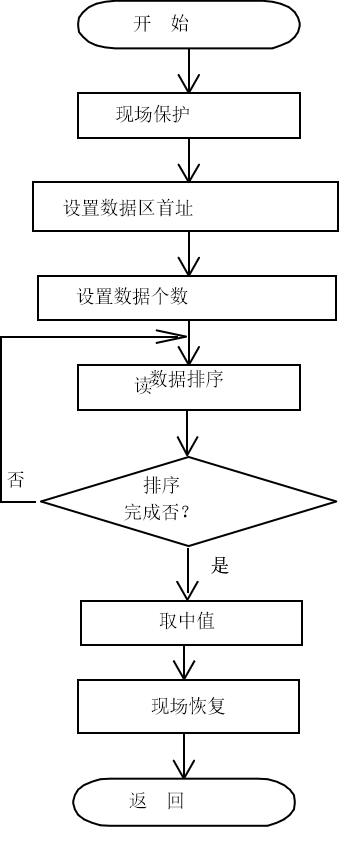 开 始
现场保护
设置数据区首址
设置数据个数
读数据排序
排序
完成否？
否
是
取中值
现场恢复
返 回